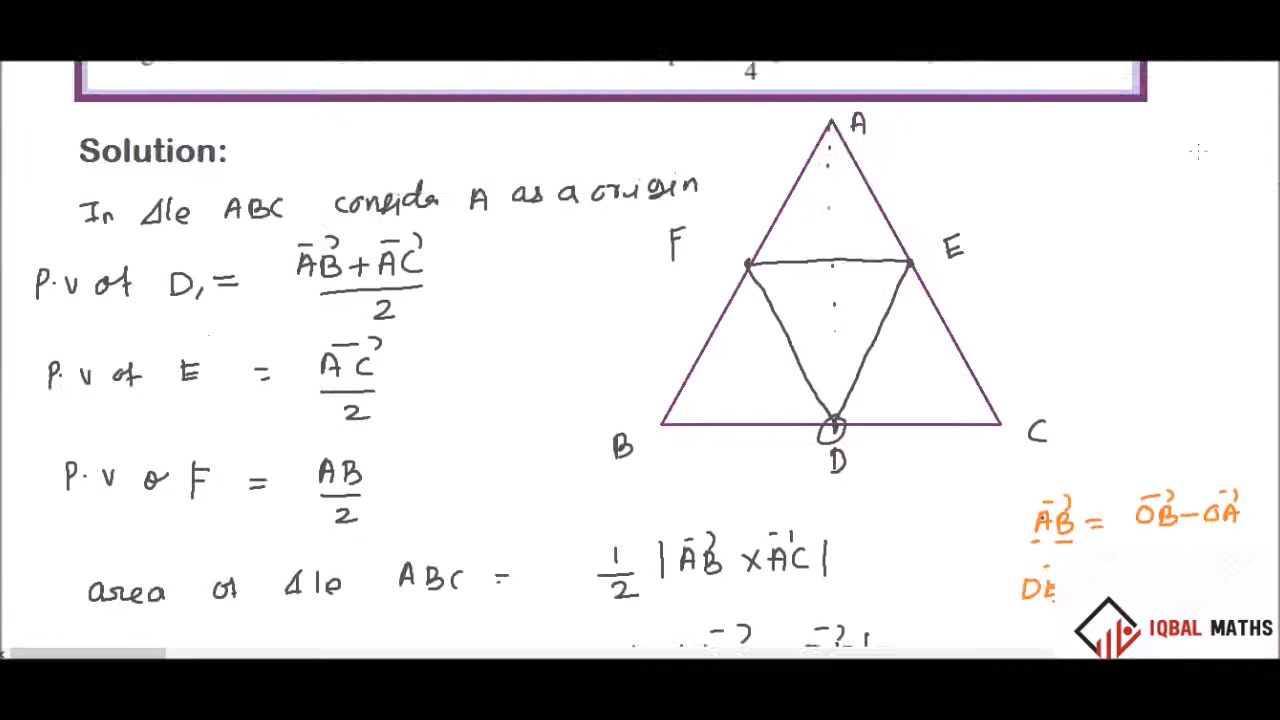 4
Solution:
In Δle ABC conside A as a origin
P.v of D, = AB + AC / 2
P. v of E = AC / 2
P. v o F = AB / 2
area of Δle ABC = 1/2 | AB × AC |
A
F
E
B
D
C
AB = OB - OA
DE
IQBAL MATHS